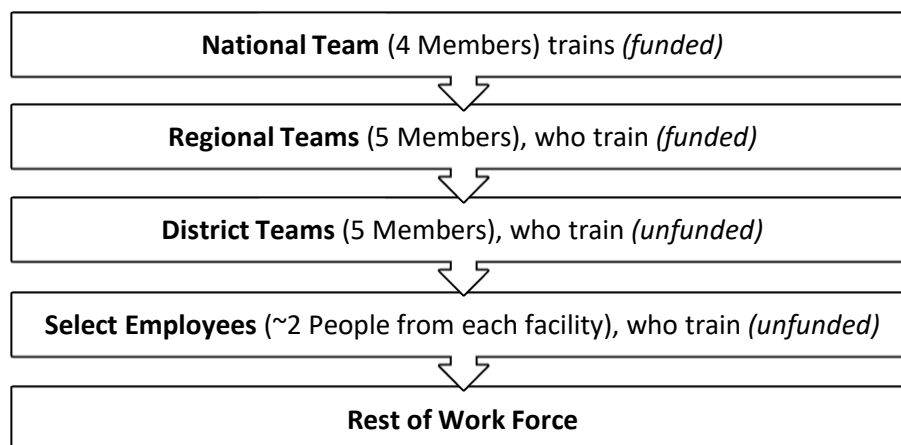 National Team (4 Members) trains (funded)
Regional Teams (5 Members), who train (funded)
District Teams (5 Members), who train (unfunded)
Select Employees (~2 People from each facility), who train (unfunded)
Rest of Work Force